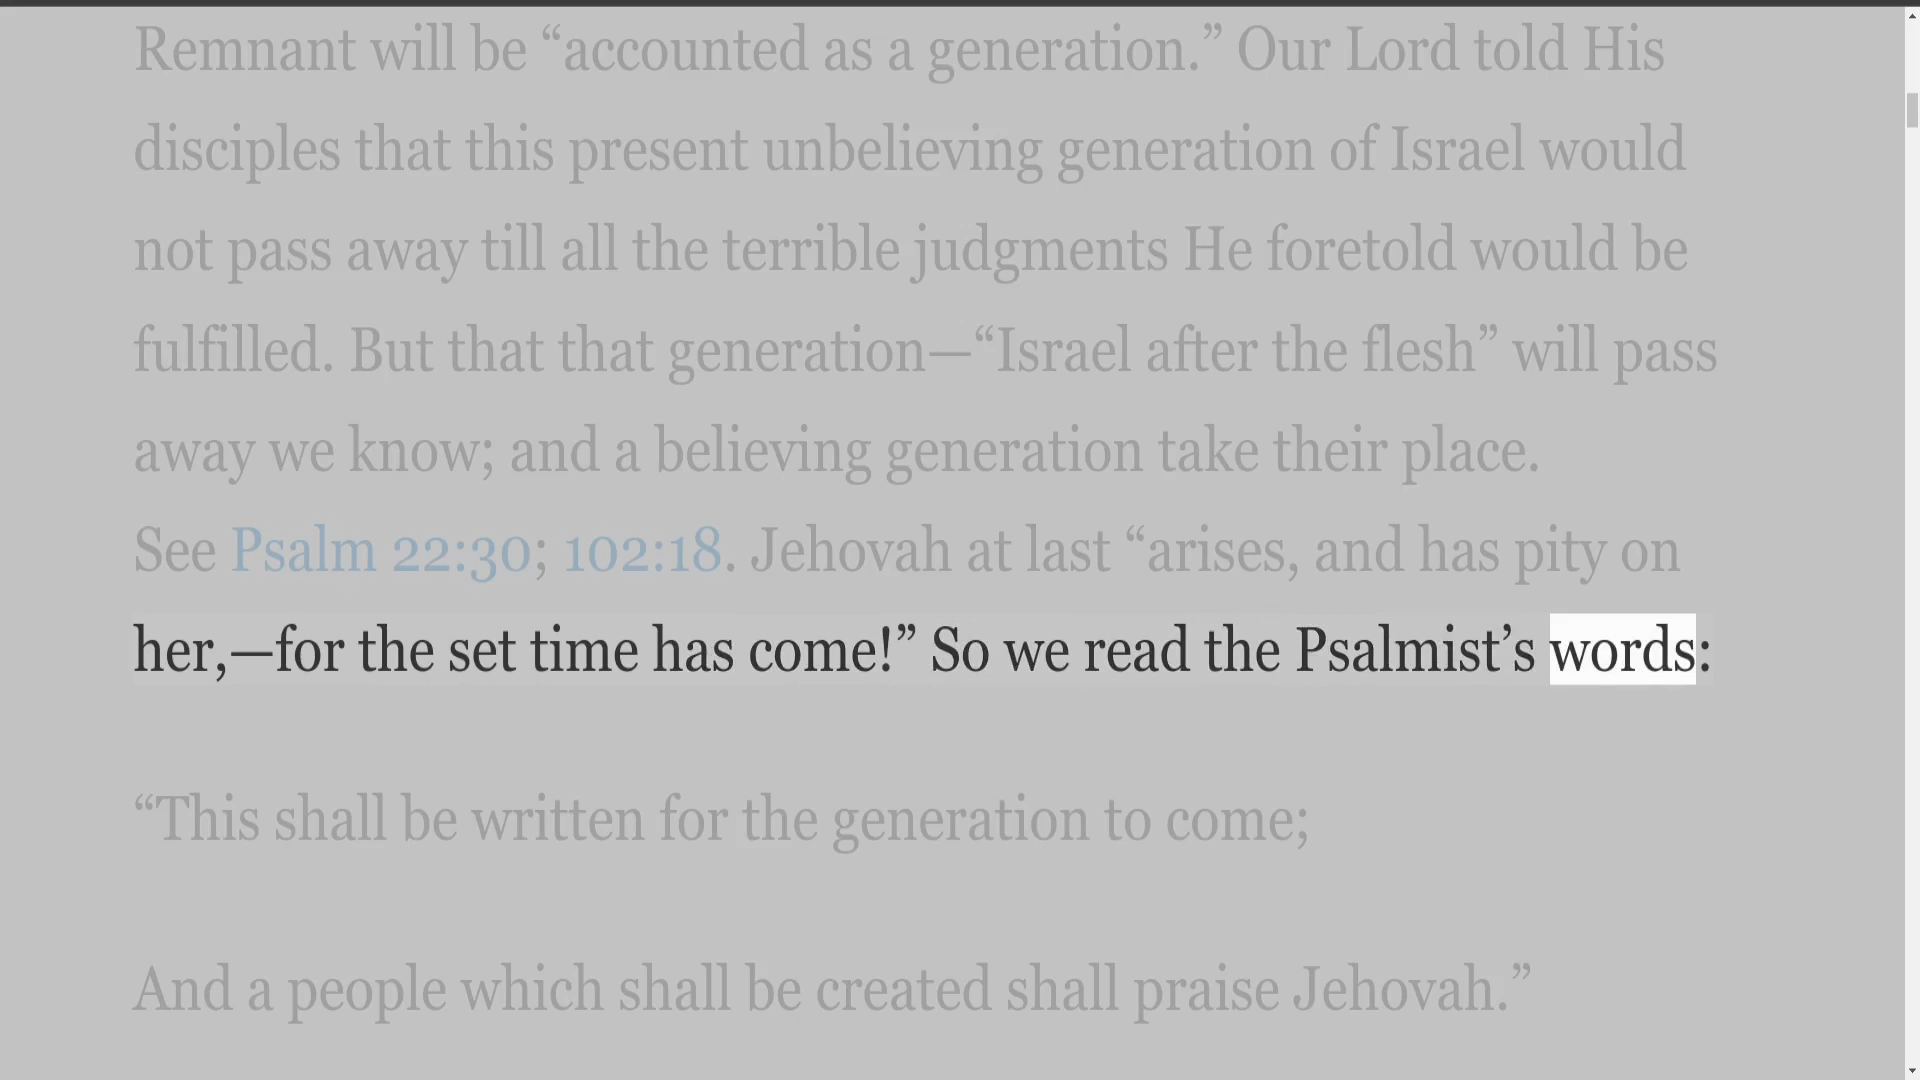 Remnant will be “accounted as a generation.” Our Lord told His
disciples that this present unbelieving generation of Israel would
not pass away till all the terrible judgments He foretold would be
fulfilled. But that that generation—“Israel after the flesh” will pass
away we know; and a believing generation take their place.
See Psalm 22:30; 102:18. Jehovah at last “arises, and has pity on
her,—for the set time has come!” So we read the Psalmist’s words:
“This shall be written for the generation to come;
And a people which shall be created shall praise Jehovah.”